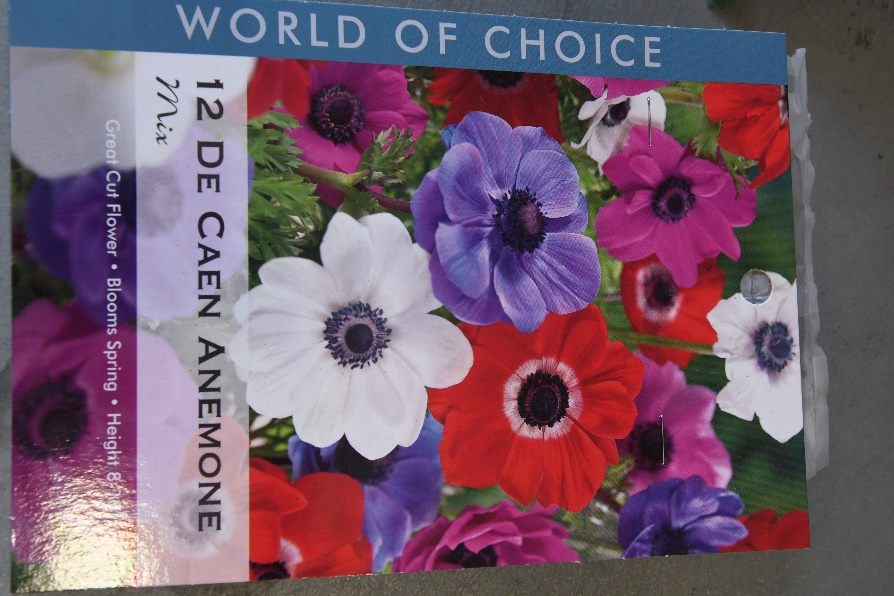 WORLD OF CHOICE
12 DE CAEN ANEMONE
Mix
Great Cut Flower • Blooms Spring • Height